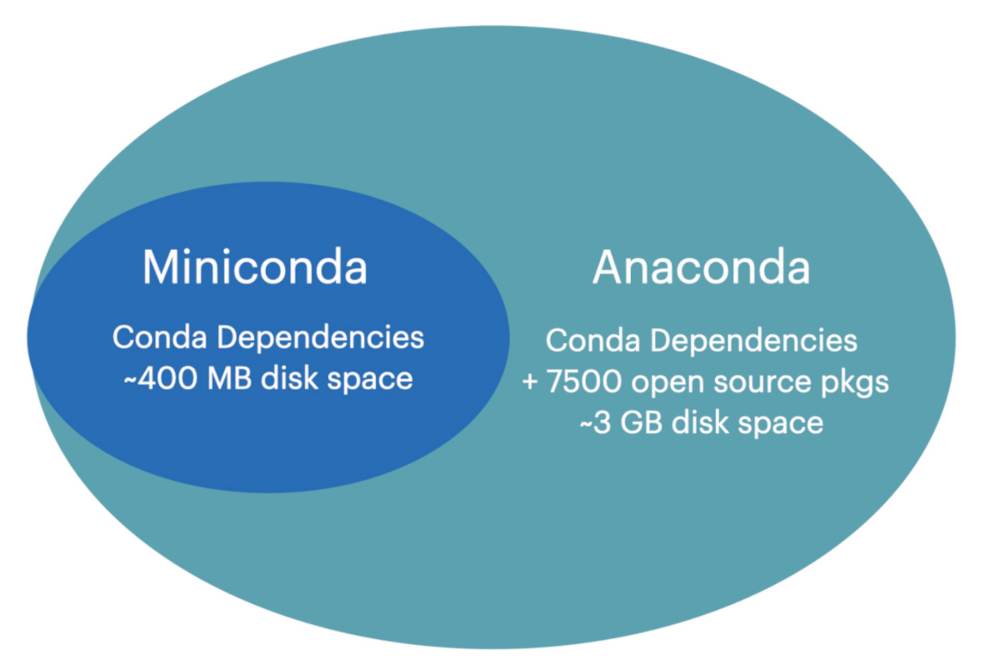 Miniconda
Conda Dependencies
~400 MB disk space
Anaconda
Conda Dependencies
+ 7500 open source pkgs
~3 GB disk space